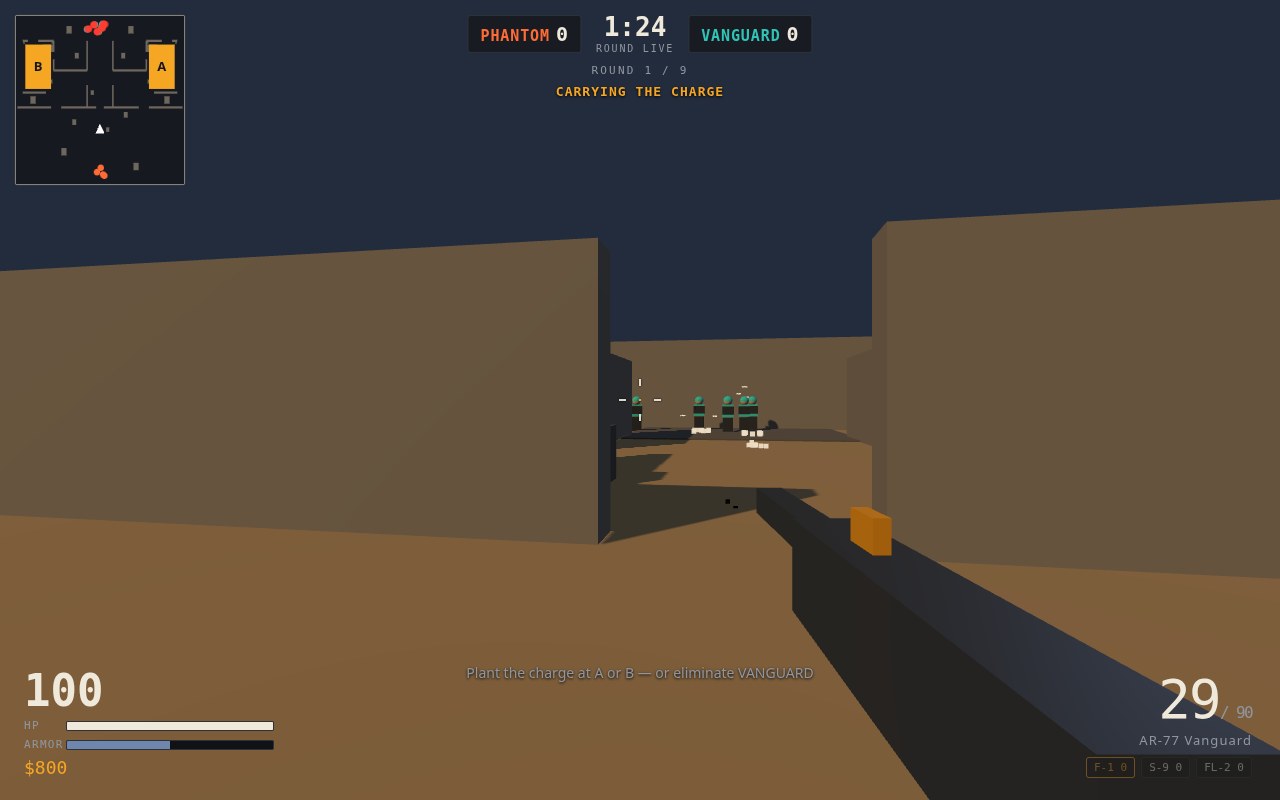 B
A
PHANTOM 0
1:24
ROUND LIVE
VANGUARD 0
ROUND 1 / 9
CARRYING THE CHARGE
Plant the charge at A or B — or eliminate VANGUARD
100
HP
ARMOR
$800
29 / 90
AR-77 Vanguard
F-1 0
S-9 0
FL-2 0